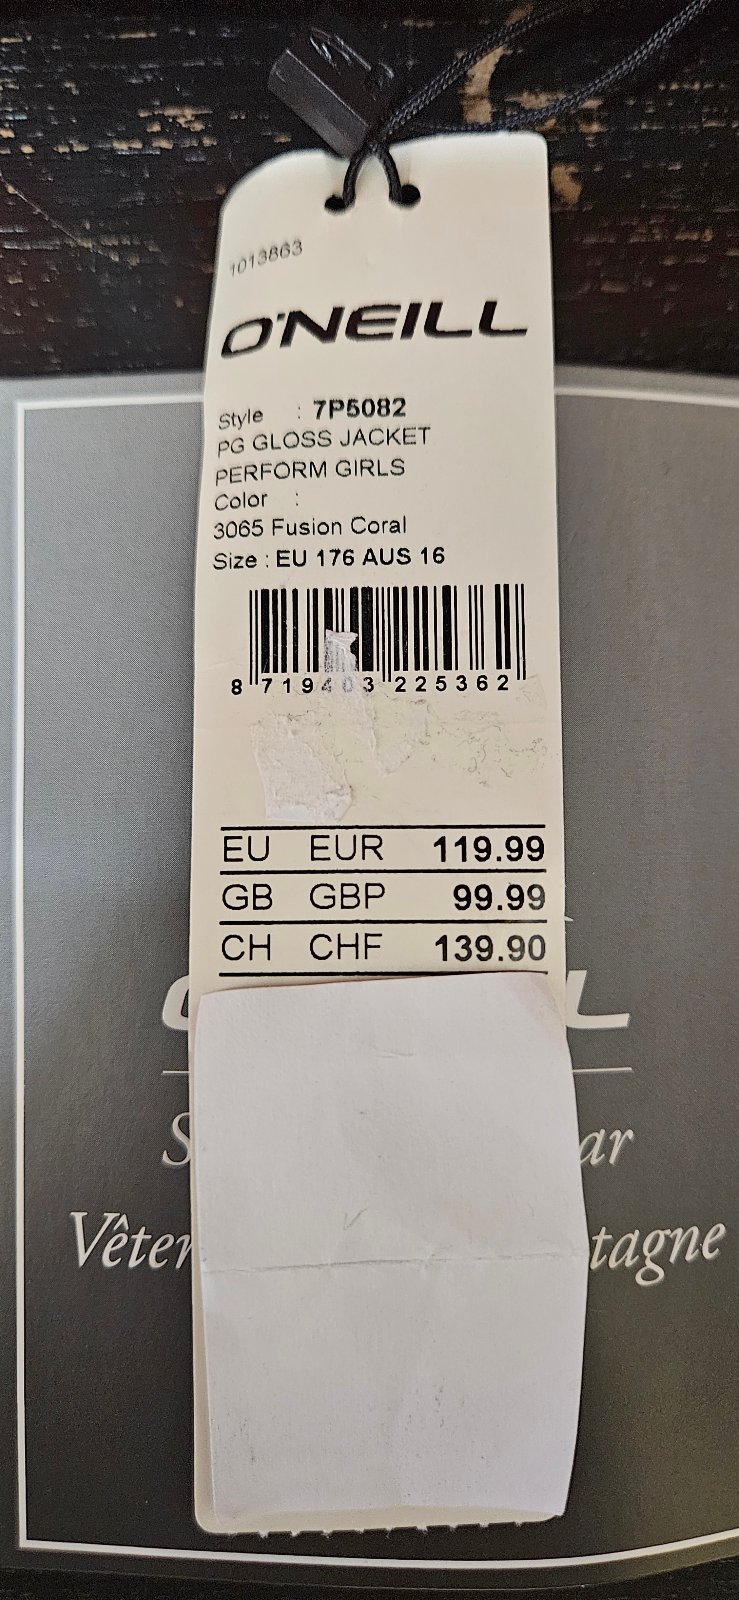 1013863
O'NEILL
Style : 7P5082
PG GLOSS JACKET
PERFORM GIRLS
Color :
3065 Fusion Coral
Size : EU 176 AUS 16
8 719403 225362
EU EUR 119.99
GB GBP 99.99
CH CHF 139.90